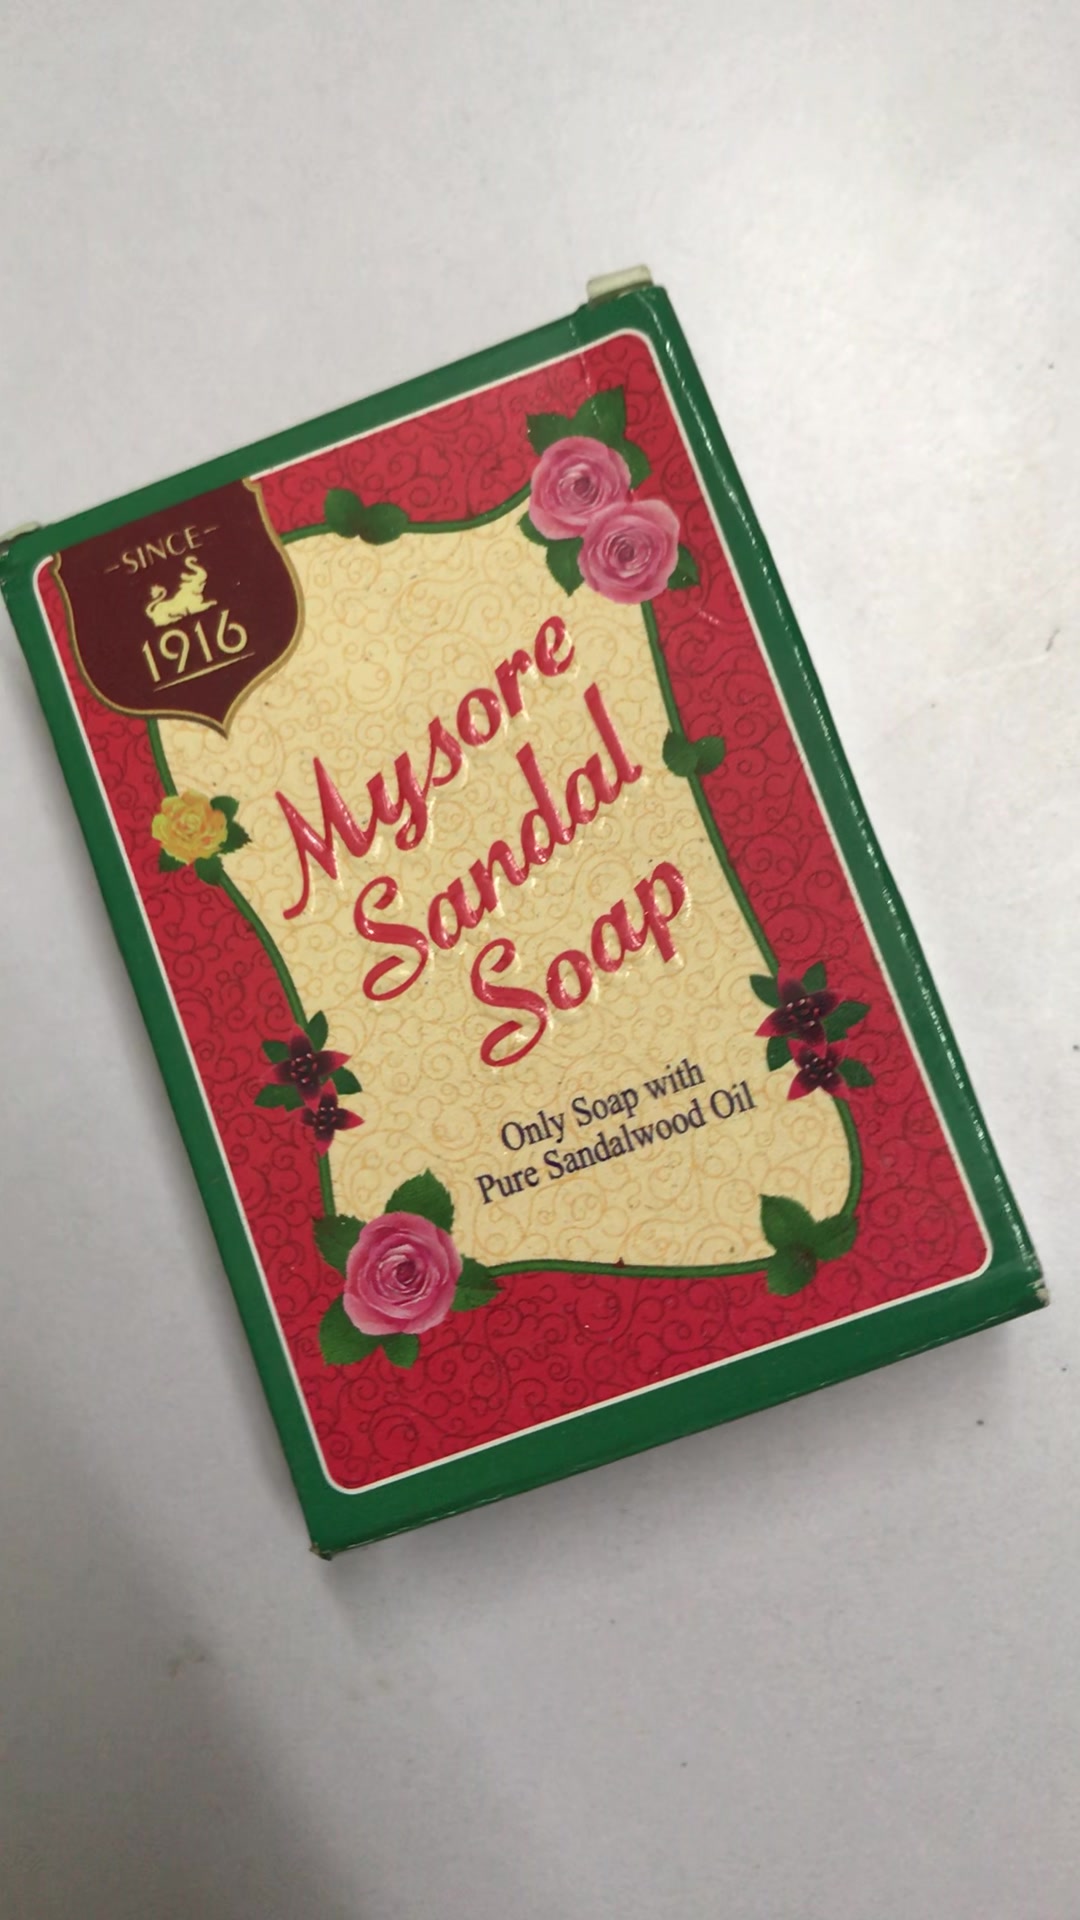 -SINCE-
1916
Mysore
Sandal
Soap
Only Soap with
Pure Sandalwood Oil